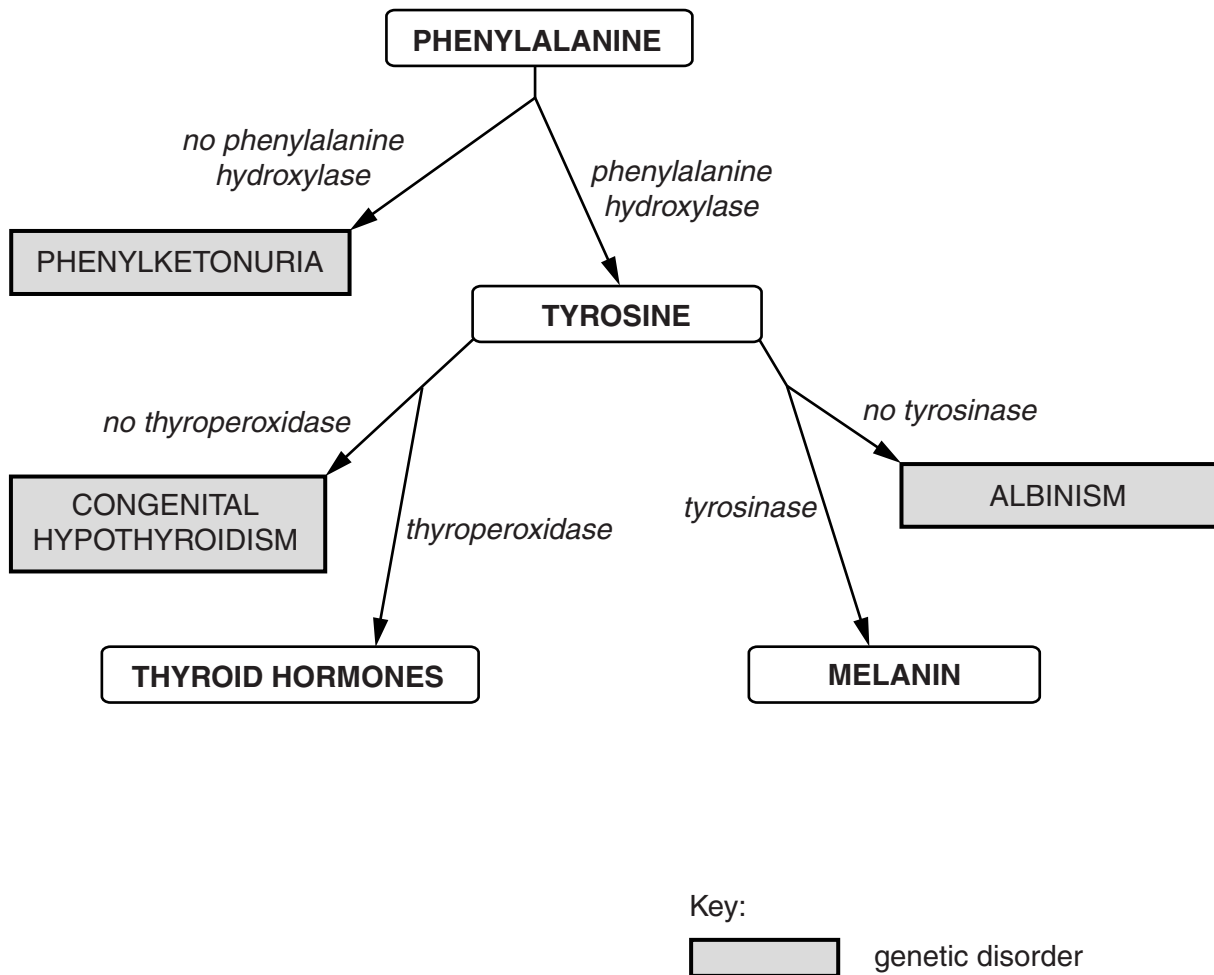 PHENYLALANINE
no phenylalanine
hydroxylase
phenylalanine
hydroxylase
PHENYLKETONURIA
TYROSINE
no thyroperoxidase
no tyrosinase
CONGENITAL
HYPOTHYROIDISM
thyroperoxidase
tyrosinase
ALBINISM
THYROID HORMONES
MELANIN
Key:
genetic disorder